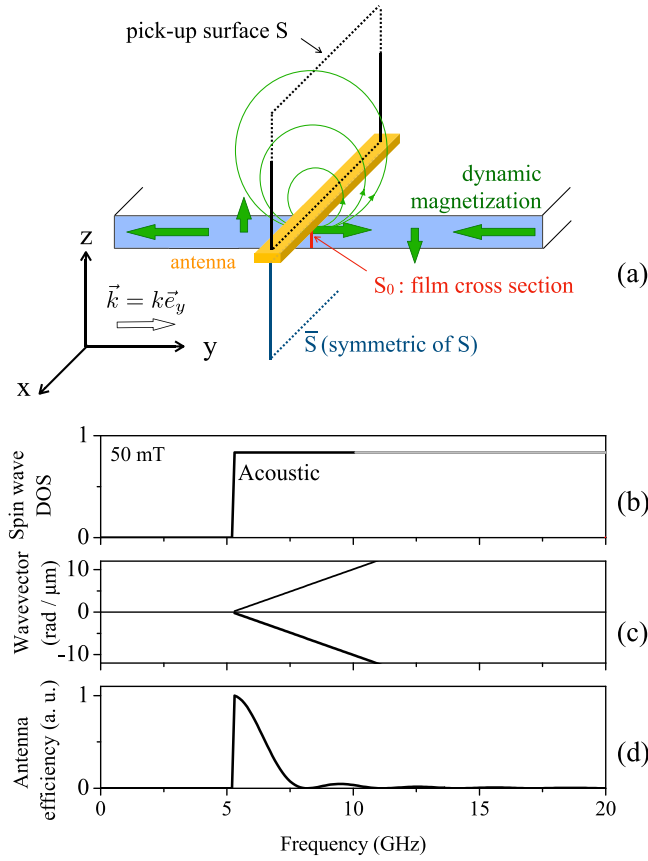 pick-up surface S
dynamic
magnetization
z
antenna
S₀ : film cross section
(a)
k⃗ = ke⃗y
S̅ (symmetric of S)
y
x
1
50 mT
Acoustic
Spin wave
DOS
0
(b)
10
0
-10
Wavevector
(rad / μm)
(c)
1
0
Antenna
efficiency (a. u.)
(d)
0 5 10 15 20
Frequency (GHz)